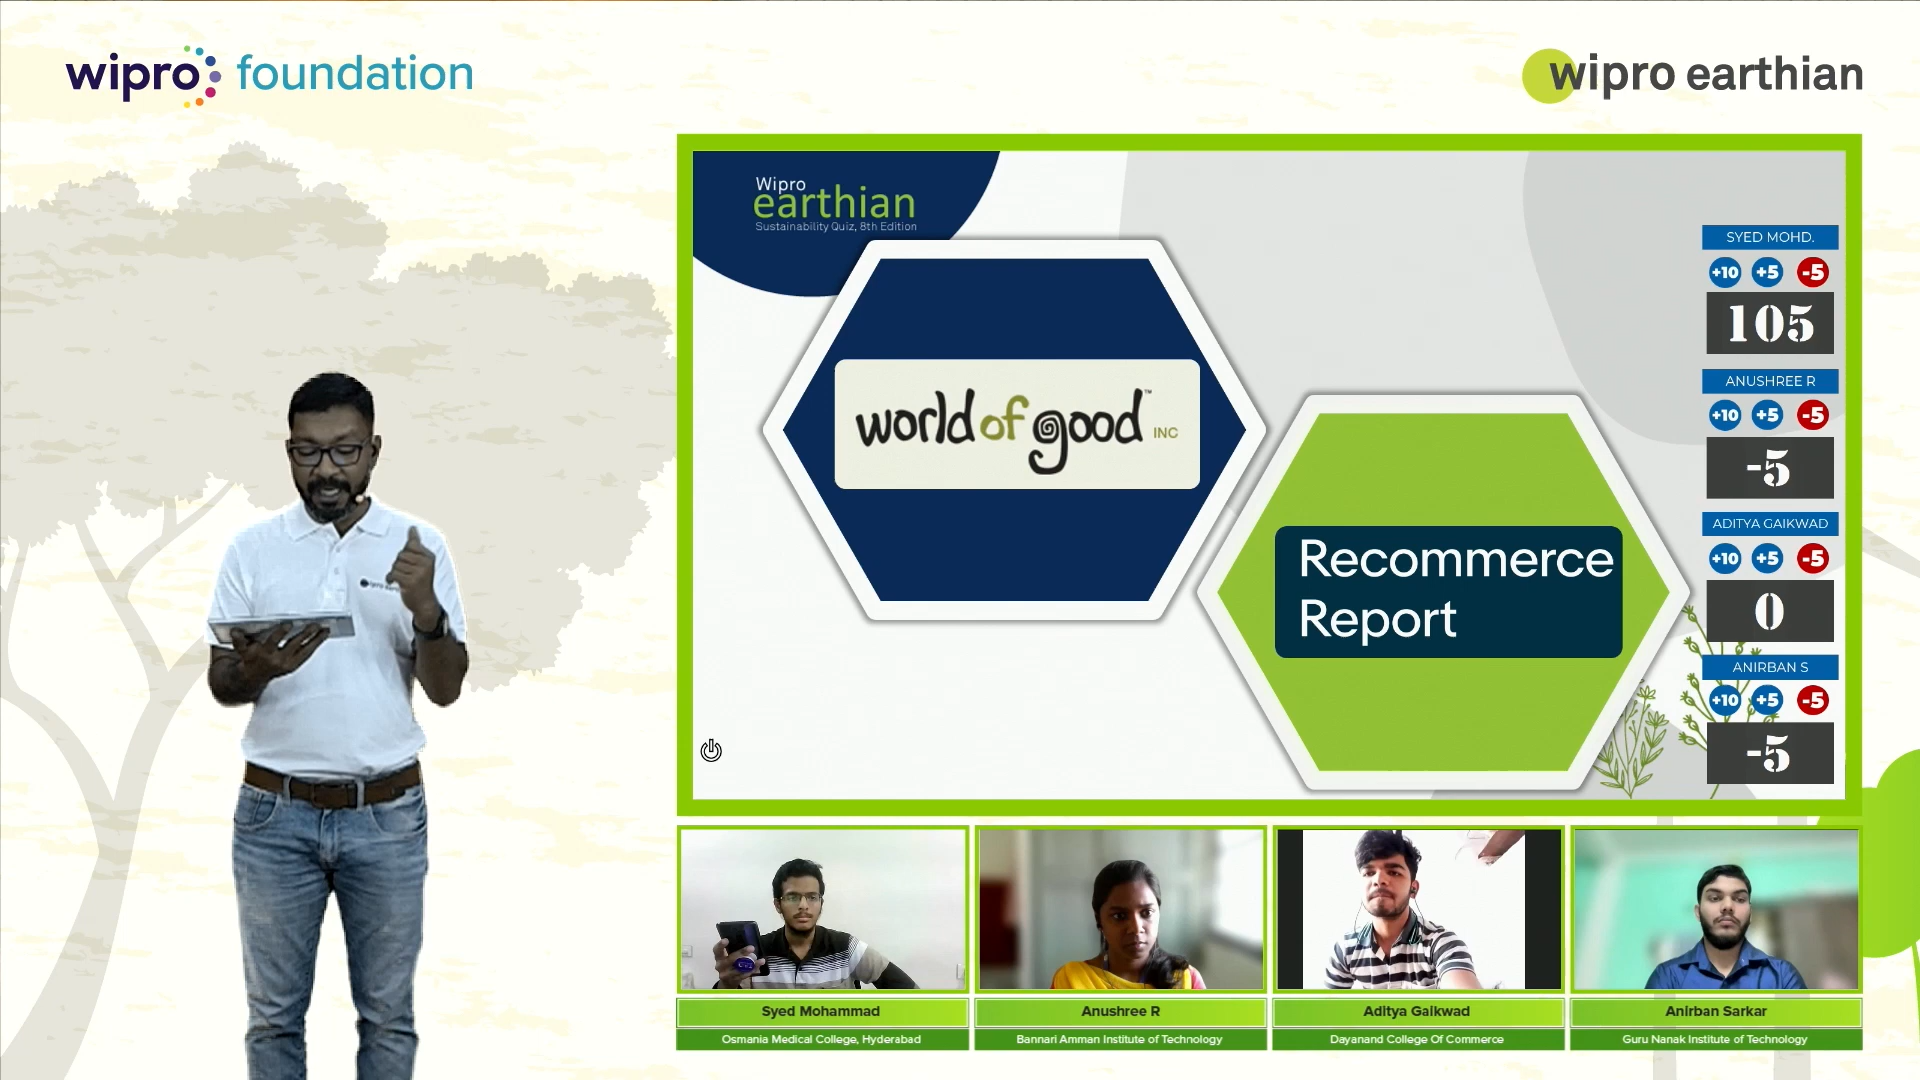 wipro foundation
wipro earthian
Wipro
earthian
Sustainability Quiz, 8th Edition
world of good™ INC
Recommerce
Report
SYED MOHD.
+10 +5 -5
105
ANUSHREE R
+10 +5 -5
-5
ADITYA GAIKWAD
+10 +5 -5
0
ANIRBAN S
+10 +5 -5
-5
Syed Mohammad
Osmania Medical College, Hyderabad
Anushree R
Bannari Amman Institute of Technology
Aditya Gaikwad
Dayanand College Of Commerce
Anirban Sarkar
Guru Nanak Institute of Technology